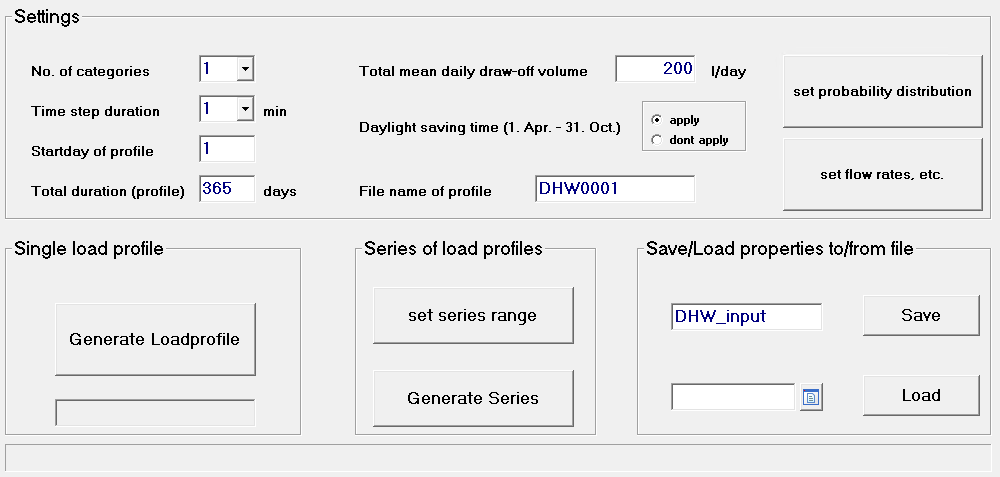 Settings
No. of categories 1 Total mean daily draw-off volume 200 l/day
set probability distribution
Time step duration 1 min
Daylight saving time (1. Apr. - 31. Oct.) apply
dont apply
Startday of profile 1
set flow rates, etc.
Total duration (profile) 365 days File name of profile DHW0001
Single load profile
Generate Loadprofile
Series of load profiles
set series range
Generate Series
Save/Load properties to/from file
DHW_input Save
Load